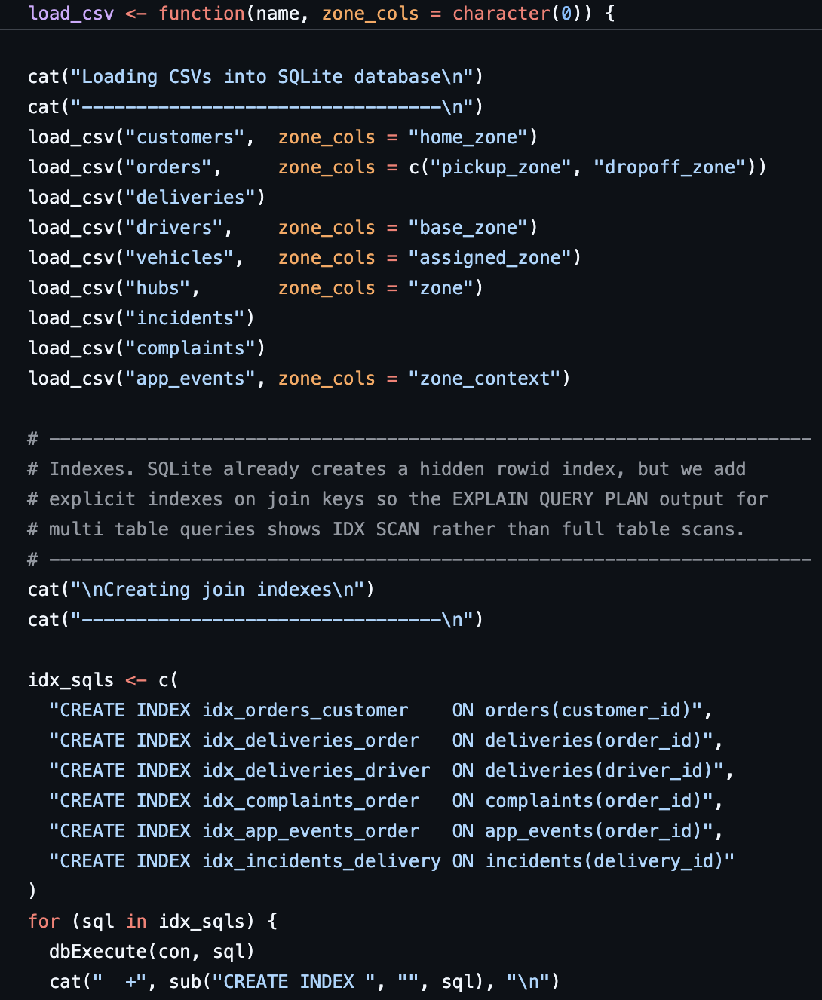 load_csv <- function(name, zone_cols = character(0)) {
cat("Loading CSVs into SQLite database\n")
cat("---------------------------------\n")
load_csv("customers",  zone_cols = "home_zone")
load_csv("orders",     zone_cols = c("pickup_zone", "dropoff_zone"))
load_csv("deliveries")
load_csv("drivers",    zone_cols = "base_zone")
load_csv("vehicles",   zone_cols = "assigned_zone")
load_csv("hubs",       zone_cols = "zone")
load_csv("incidents")
load_csv("complaints")
load_csv("app_events", zone_cols = "zone_context")
# ----------------------------------------------------------------------
# Indexes. SQLite already creates a hidden rowid index, but we add
# explicit indexes on join keys so the EXPLAIN QUERY PLAN output for
# multi table queries shows IDX SCAN rather than full table scans.
# ----------------------------------------------------------------------
cat("\nCreating join indexes\n")
cat("---------------------------------\n")
idx_sqls <- c(
  "CREATE INDEX idx_orders_customer    ON orders(customer_id)",
  "CREATE INDEX idx_deliveries_order   ON deliveries(order_id)",
  "CREATE INDEX idx_deliveries_driver  ON deliveries(driver_id)",
  "CREATE INDEX idx_complaints_order   ON complaints(order_id)",
  "CREATE INDEX idx_app_events_order   ON app_events(order_id)",
  "CREATE INDEX idx_incidents_delivery ON incidents(delivery_id)"
)
for (sql in idx_sqls) {
  dbExecute(con, sql)
  cat("  +", sub("CREATE INDEX ", "", sql), "\n")